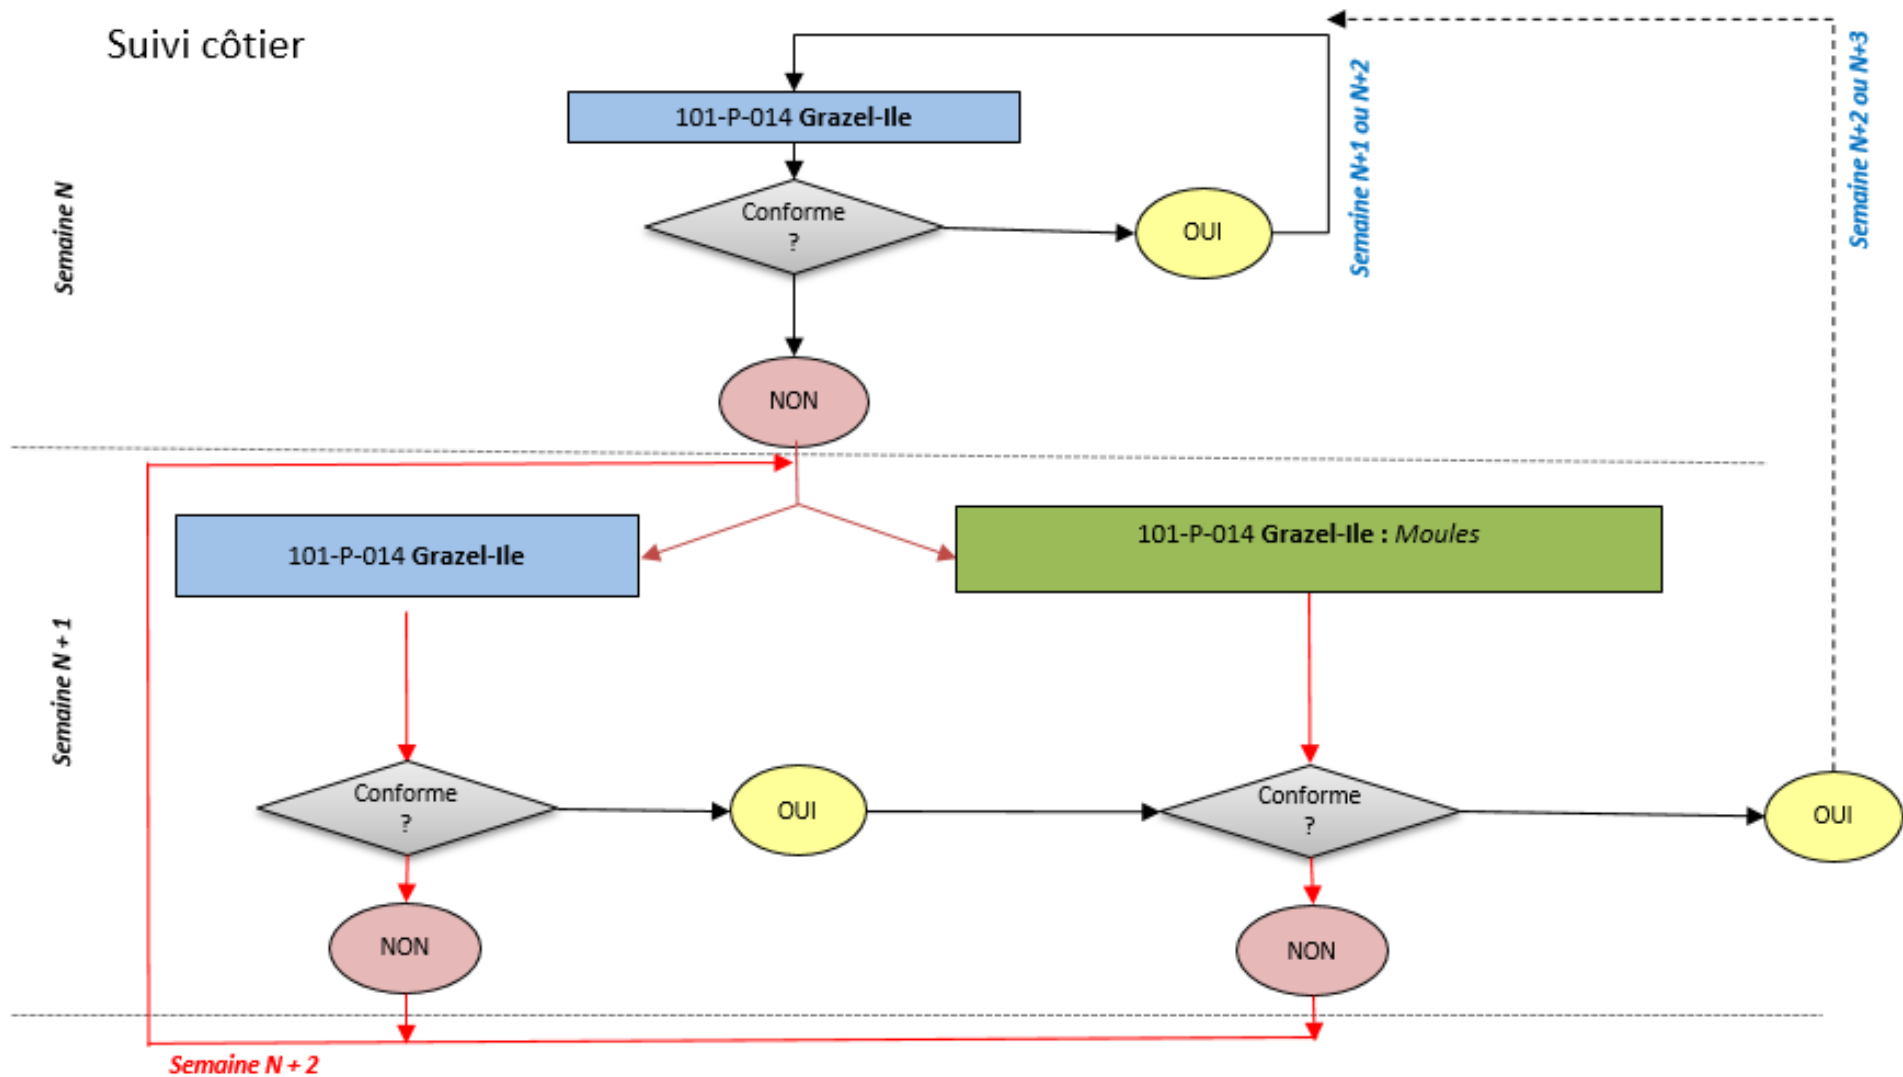 Suivi côtier
Semaine N+1 ou N+2
Semaine N+2 ou N+3
101-P-014 Grazel-Ile
Semaine N
Conforme
?
OUI
NON
101-P-014 Grazel-Ile
101-P-014 Grazel-Ile : Moules
Semaine N + 1
Conforme
?
OUI
Conforme
?
OUI
NON
NON
Semaine N + 2